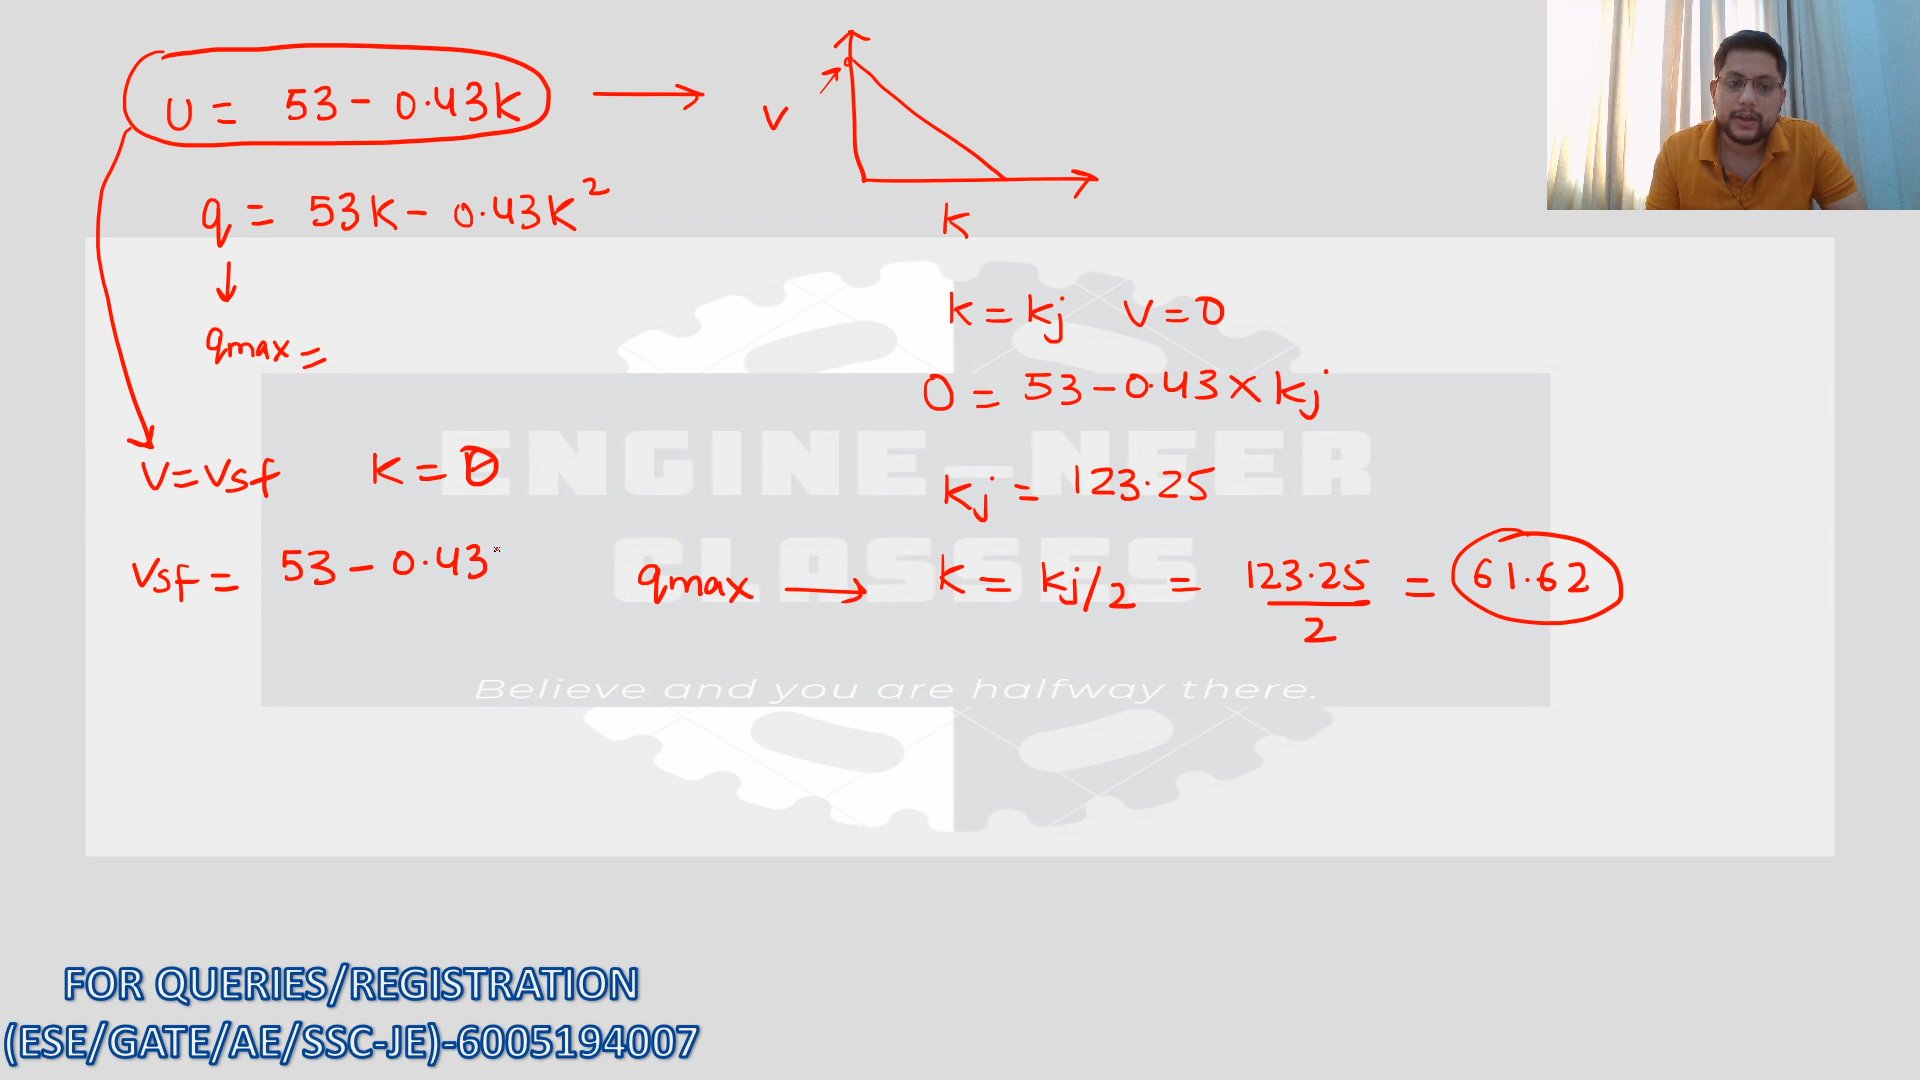 U = 53 - 0.43K
V
K
q = 53K - 0.43K²
qmax =
K = Kj V = 0
0 = 53 - 0.43 × Kj
Kj = 123.25
V = Vsf K = 0
Vsf = 53 - 0.43
qmax → K = Kj/2 = 123.25/2 = 61.62
ENGINE-NEER
CLASSES
Believe and you are halfway there.
FOR QUERIES/REGISTRATION
(ESE/GATE/AE/SSC-JE)-6005194007